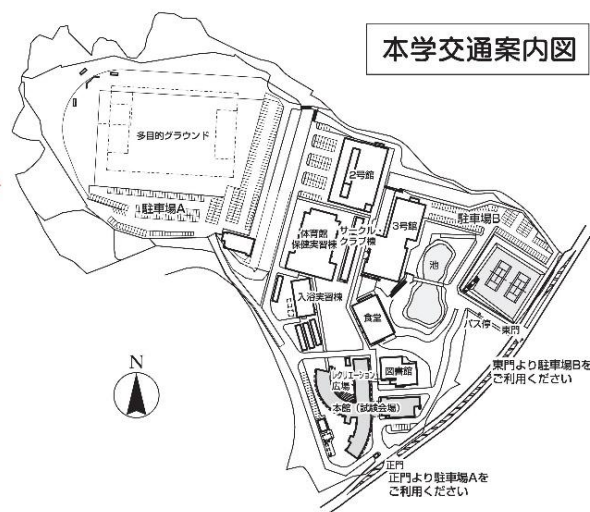 本学交通案内図
多目的グラウンド
2号館
駐車場A
体育館
保健実習棟
サークル・
クラブ棟
3号館
駐車場B
池
入浴実習棟
食堂
バス停
東門
東門より駐車場Bを
ご利用ください
レクリエーション
広場
図書館
本館（試験会場）
N
正門
正門より駐車場Aを
ご利用ください